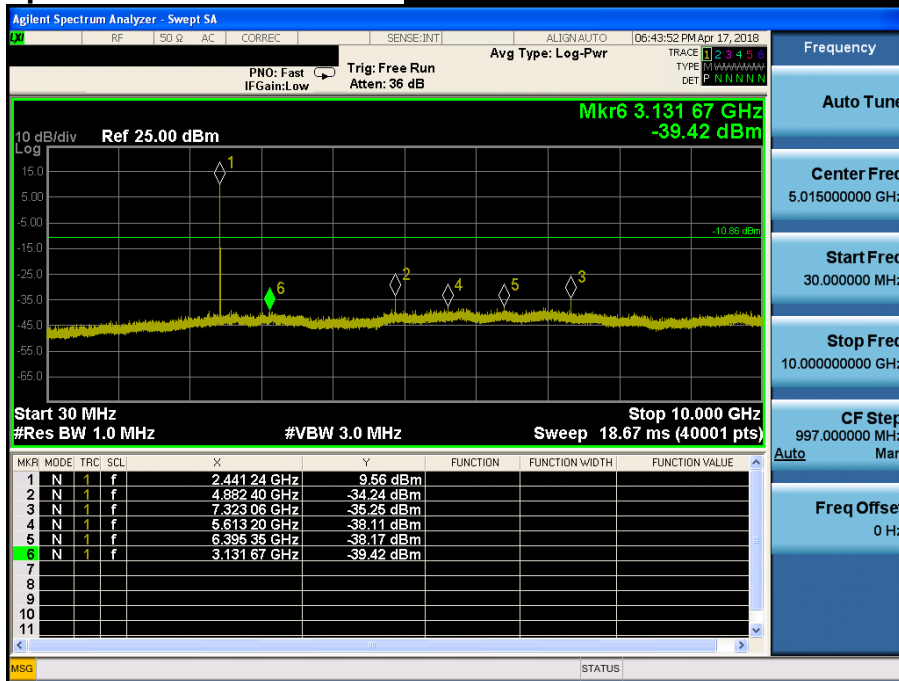 Agilent Spectrum Analyzer - Swept SA
LXI RF 50 Ω AC CORREC SENSE:INT ALIGN AUTO 06:43:52 PM Apr 17, 2018
Avg Type: Log-Pwr
TRACE 1 2 3 4 5 6
PNO: Fast Trig: Free Run TYPE M WWWWW
IFGain:Low Atten: 36 dB DET P N N N N N
Mkr6 3.131 67 GHz
-39.42 dBm
10 dB/div Ref 25.00 dBm
Log
15.0
5.00
-5.00
-15.0
-25.0
-35.0
-45.0
-55.0
-65.0
1
-10.86 dBm
6
2
4
5
3
Start 30 MHz Stop 10.000 GHz
#Res BW 1.0 MHz #VBW 3.0 MHz Sweep 18.67 ms (40001 pts)
MKR MODE TRC SCL X Y FUNCTION FUNCTION WIDTH FUNCTION VALUE
1 N 1 f 2.441 24 GHz 9.56 dBm
2 N 1 f 4.882 40 GHz -34.24 dBm
3 N 1 f 7.323 06 GHz -35.25 dBm
4 N 1 f 5.613 20 GHz -38.11 dBm
5 N 1 f 6.395 35 GHz -38.17 dBm
6 N 1 f 3.131 67 GHz -39.42 dBm
7
8
9
10
11
MSG STATUS
Frequency
Auto Tune
Center Freq
5.015000000 GHz
Start Freq
30.000000 MHz
Stop Freq
10.000000000 GHz
CF Step
997.000000 MHz
Auto Man
Freq Offset
0 Hz